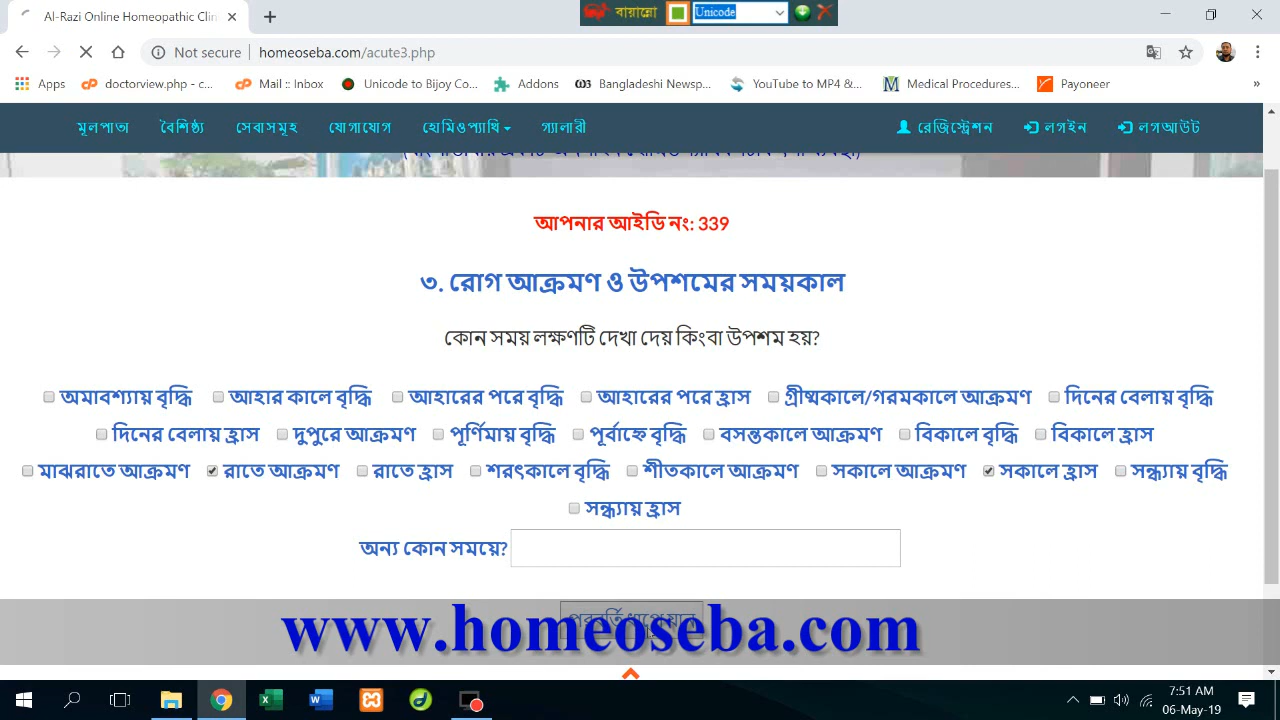 Al-Razi Online Homeopathic Clin
বায়ান্নো Unicode
Not secure | homeoseba.com/acute3.php
Apps doctorview.php - c... Mail :: Inbox Unicode to Bijoy Co... Addons Bangladeshi Newsp... YouTube to MP4 &... Medical Procedures... Payoneer »
মূলপাতা বৈশিষ্ঠ্য সেবাসমূহ যোগাযোগ হোমিওপ্যাথি গ্যালারী রেজিস্ট্রেশন লগইন লগআউট
আপনার আইডি নং: 339
৩. রোগ আক্রমণ ও উপশমের সময়কাল
কোন সময় লক্ষণটি দেখা দেয় কিংবা উপশম হয়?
অমাবশ্যায় বৃদ্ধি আহার কালে বৃদ্ধি আহারের পরে বৃদ্ধি আহারের পরে হ্রাস গ্রীষ্মকালে/গরমকালে আক্রমণ দিনের বেলায় বৃদ্ধি
দিনের বেলায় হ্রাস দুপুরে আক্রমণ পূর্ণিমায় বৃদ্ধি পূর্বাহ্নে বৃদ্ধি বসন্তকালে আক্রমণ বিকালে বৃদ্ধি বিকালে হ্রাস
মাঝরাতে আক্রমণ রাতে আক্রমণ রাতে হ্রাস শরৎকালে বৃদ্ধি শীতকালে আক্রমণ সকালে আক্রমণ সকালে হ্রাস সন্ধ্যায় বৃদ্ধি
সন্ধ্যায় হ্রাস
অন্য কোন সময়ে?
www.homeoseba.com
7:51 AM
06-May-19